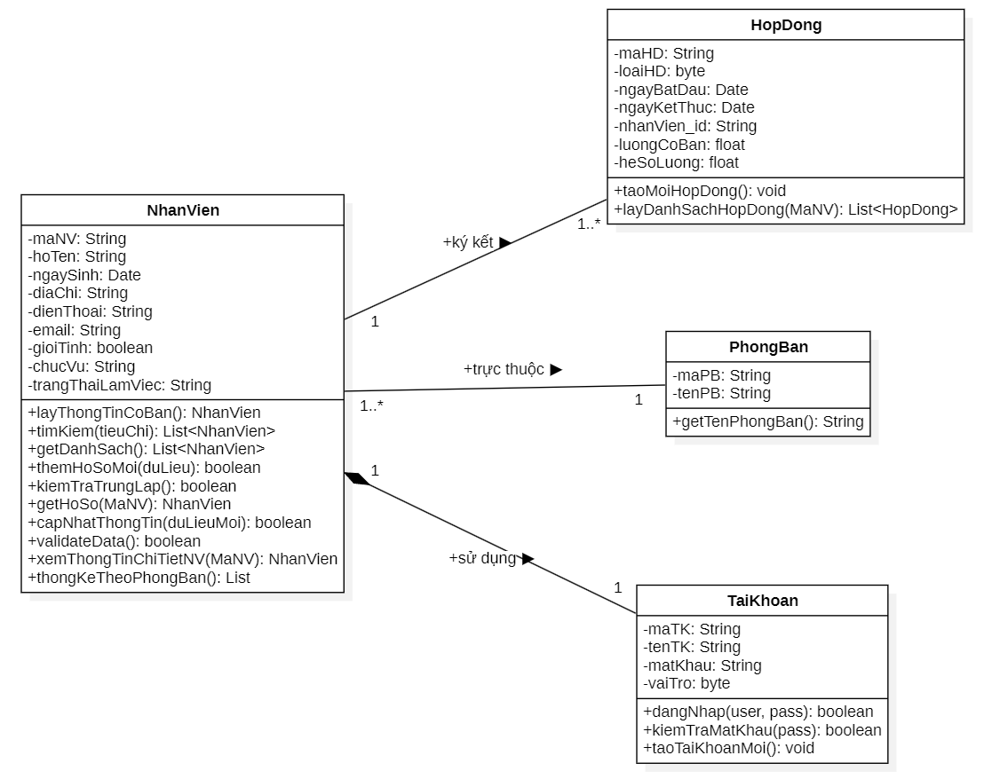 HopDong
-maHD: String
-loaiHD: byte
-ngayBatDau: Date
-ngayKetThuc: Date
-nhanVien_id: String
-luongCoBan: float
-heSoLuong: float
+taoMoiHopDong(): void
+layDanhSachHopDong(MaNV): List<HopDong>
NhanVien
-maNV: String
-hoTen: String
-ngaySinh: Date
-diaChi: String
-dienThoai: String
-email: String
-gioiTinh: boolean
-chucVu: String
-trangThaiLamViec: String
+layThongTinCoBan(): NhanVien
+timKiem(tieuChi): List<NhanVien>
+getDanhSach(): List<NhanVien>
+themHoSoMoi(duLieu): boolean
+kiemTraTrungLap(): boolean
+getHoSo(MaNV): NhanVien
+capNhatThongTin(duLieuMoi): boolean
+validateData(): boolean
+xemThongTinChiTietNV(MaNV): NhanVien
+thongKeTheoPhongBan(): List
1..*
+ký kết ▶
1
+trực thuộc ▶
1..*
1
PhongBan
-maPB: String
-tenPB: String
+getTenPhongBan(): String
1
+sử dụng ▶
1
TaiKhoan
-maTK: String
-tenTK: String
-matKhau: String
-vaiTro: byte
+dangNhap(user, pass): boolean
+kiemTraMatKhau(pass): boolean
+taoTaiKhoanMoi(): void